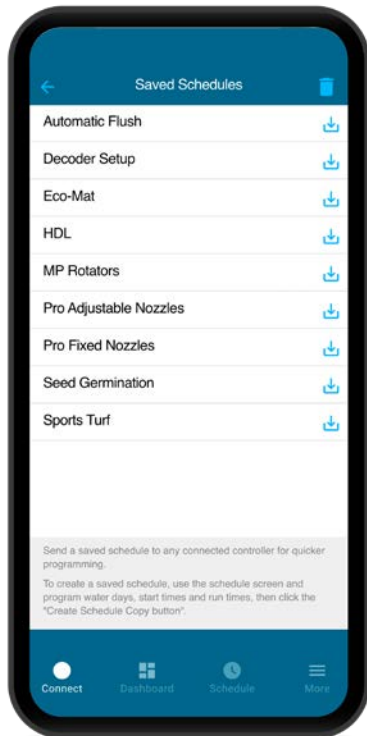 Saved Schedules
Automatic Flush
Decoder Setup
Eco-Mat
HDL
MP Rotators
Pro Adjustable Nozzles
Pro Fixed Nozzles
Seed Germination
Sports Turf
Send a saved schedule to any connected controller for quicker
programming.
To create a saved schedule, use the schedule screen and
program water days, start times and run times, then click the
"Create Schedule Copy button".
Connect Dashboard Schedule More